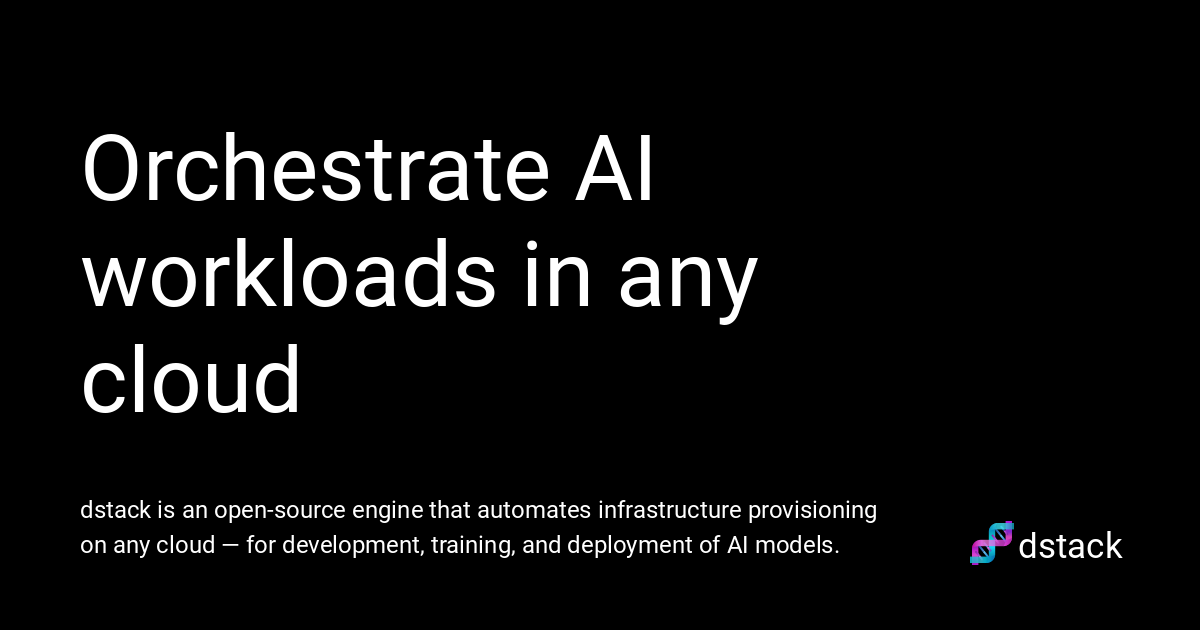 Orchestrate AI
workloads in any
cloud
dstack is an open-source engine that automates infrastructure provisioning
on any cloud — for development, training, and deployment of AI models.
dstack